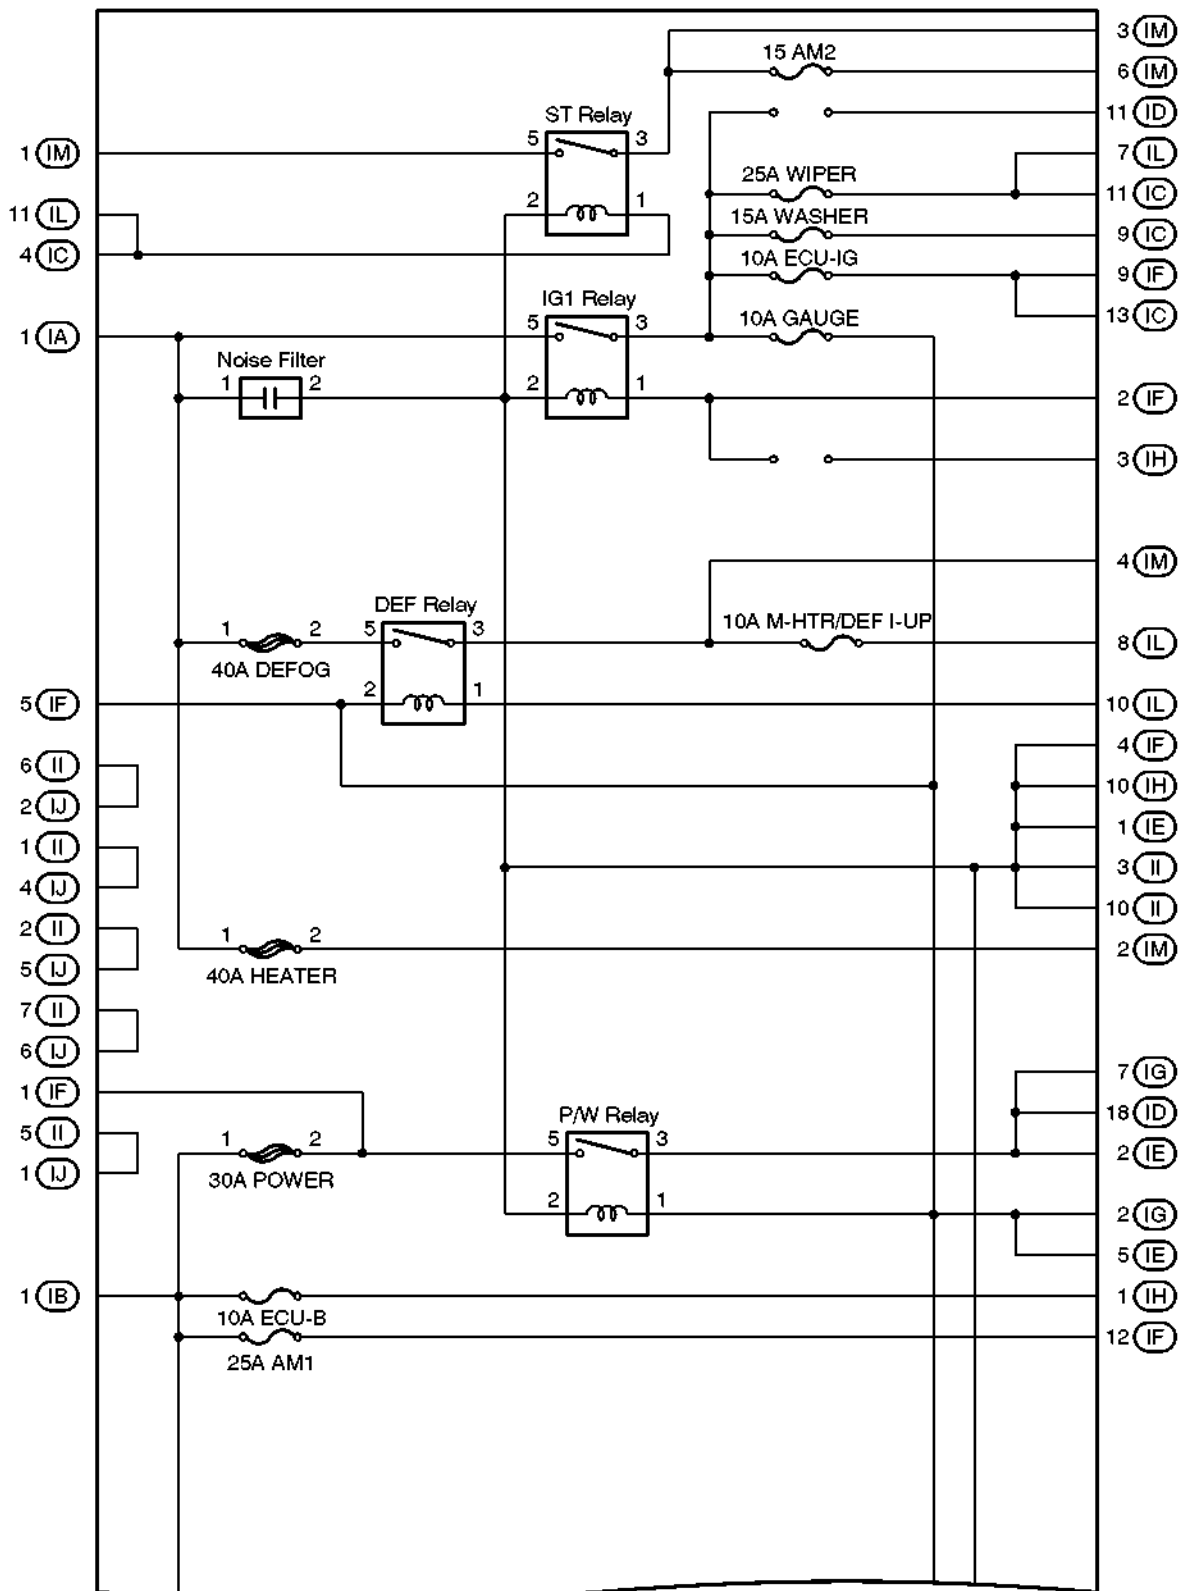 3 IM
15 AM2
6 IM
11 ID
ST Relay
5 3
1 IM
7 IL
25A WIPER
11 IC
2 1
11 IL
15A WASHER
9 IC
4 IC
10A ECU-IG
9 IF
IG1 Relay
13 IC
5 3
10A GAUGE
1 IA
Noise Filter
1 2
2 1
2 IF
3 IH
4 IM
DEF Relay
10A M-HTR/DEF I-UP
1 2
5 3
8 IL
40A DEFOG
2 1
5 IF
10 IL
4 IF
6 II
10 IH
2 IJ
1 IE
1 II
3 II
4 IJ
10 II
2 II
1 2
2 IM
5 IJ
40A HEATER
7 II
6 IJ
7 IG
1 IF
18 ID
P/W Relay
5 II
1 2
5 3
2 IE
1 IJ
30A POWER
2 1
2 IG
5 IE
1 IB
1 IH
10A ECU-B
12 IF
25A AM1